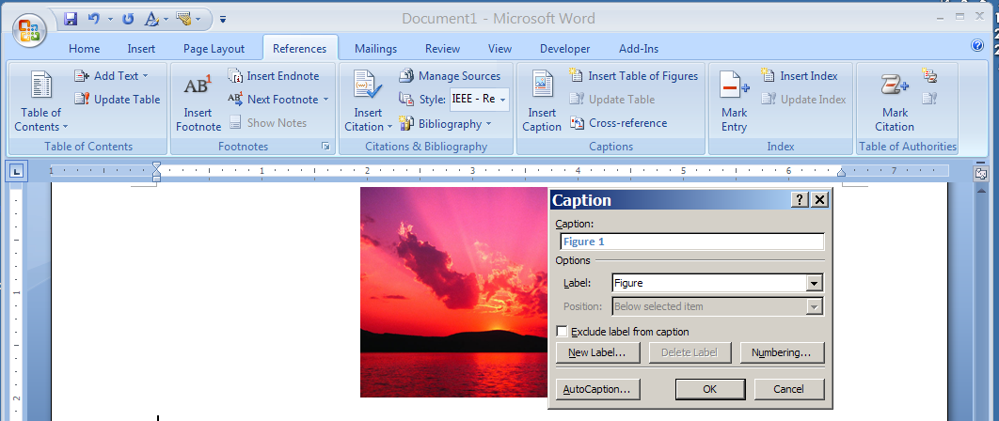 Document1 - Microsoft Word
Home Insert Page Layout References Mailings Review View Developer Add-Ins
Table of Contents
Add Text
Update Table
Table of Contents
AB1
Insert Footnote
Insert Endnote
AB Next Footnote
Show Notes
Footnotes
Insert Citation
Manage Sources
Style: IEEE - Re
Bibliography
Citations & Bibliography
Insert Caption
Insert Table of Figures
Update Table
Cross-reference
Captions
Mark Entry
Insert Index
Update Index
Index
Mark Citation
Table of Authorities
L 1 1 2 3 4 5 6 7
1
2
Caption ? X
Caption:
Figure 1
Options
Label: Figure
Position: Below selected item
Exclude label from caption
New Label... Delete Label Numbering...
AutoCaption... OK Cancel